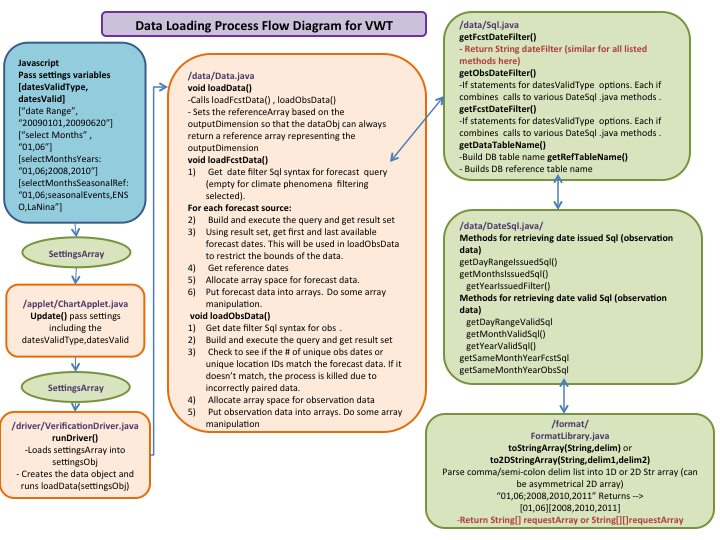 Data Loading Process Flow Diagram for VWT
Javascript
Pass settings variables
[datesValidType,
datesValid]
["date Range",
"20090101,20090620"]
["select Months" ,
"01,06"]
[selectMonthsYears:
"01,06;2008,2010"]
[selectMonthsSeasonalRef:
"01,06;seasonalEvents,ENS
O,LaNina"]
SettingsArray
/applet/ChartApplet.java
Update() pass settings
including the
datesValidType,datesValid
SettingsArray
/driver/VerificationDriver.java
runDriver()
-Loads settingsArray into
settingsObj
- Creates the data object and
runs loadData(settingsObj)
/data/Data.java
void loadData()
-Calls loadFcstData() , loadObsData()
- Sets the referenceArray based on the
outputDimension so that the dataObj can always
return a reference array representing the
outputDimension
void loadFcstData()
1) Get date filter Sql syntax for forecast query
(empty for climate phenomena filtering
selected).
For each forecast source:
2) Build and execute the query and get result set
3) Using result set, get first and last available
forecast dates. This will be used in loadObsData
to restrict the bounds of the data.
4) Get reference dates
5) Allocate array space for forecast data.
6) Put forecast data into arrays. Do some array
manipulation.
void loadObsData()
1) Get date filter Sql syntax for obs .
2) Build and execute the query and get result set
3) Check to see if the # of unique obs dates or
unique location IDs match the forecast data. If it
doesn't match, the process is killed due to
incorrectly paired data.
4) Allocate array space for observation data
5) Put observation data into arrays. Do some array
manipulation
/data/Sql.java
getFcstDateFilter()
- Return String dateFilter (similar for all listed
methods here)
getObsDateFilter()
-If statements for datesValidType options. Each if
combines calls to various DateSql .java methods .
getFcstDateFilter()
-If statements for datesValidType options. Each if
combines calls to various DateSql .java methods .
getDataTableName()
-Build DB table name getRefTableName()
- Builds DB reference table name
/data/DateSql.java/
Methods for retrieving date issued Sql (observation
data)
getDayRangeIssuedSql()
getMonthsIssuedSql()
getYearIssuedFilter()
Methods for retrieving date valid Sql (observation
data)
getDayRangeValidSql
getMonthValidSql()
getYearValidSql()
getSameMonthYearFcstSql
getSameMonthYearObsSql
/format/
FormatLibrary.java
toStringArray(String,delim) or
to2DStringArray(String,delim1,delim2)
Parse comma/semi-colon delim list into 1D or 2D Str array (can
be asymmetrical 2D array)
"01,06;2008,2010,2011" Returns -->
[01,06][2008,2010,2011]
-Return String[] requestArray or String[][]requestArray